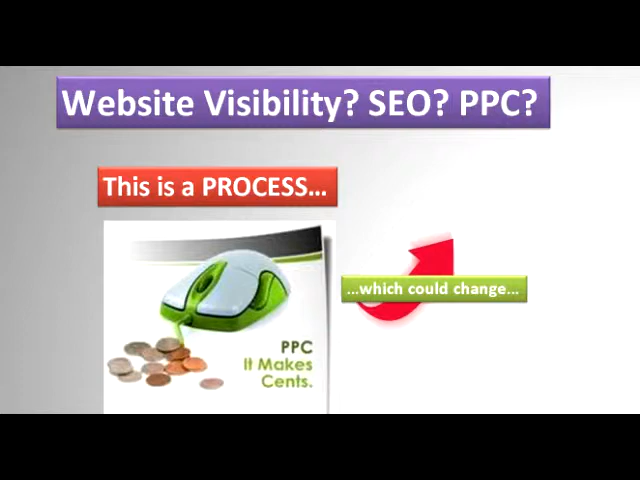 Website Visibility? SEO? PPC?
This is a PROCESS...
...which could change...
PPC
It Makes
Cents.